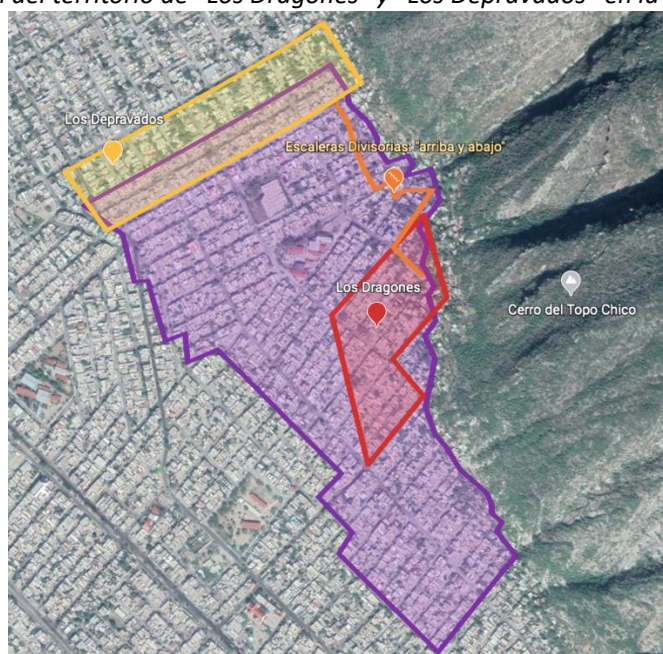 del territorio de "Los Dragones" y "Los Depravados" en la
Los Depravados
Escaleras Divisorias "arriba y abajo"
Los Dragones
Cerro del Topo Chico